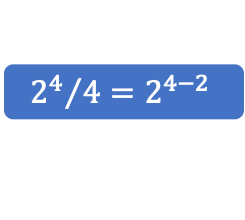 2⁴/4 = 2⁴⁻²